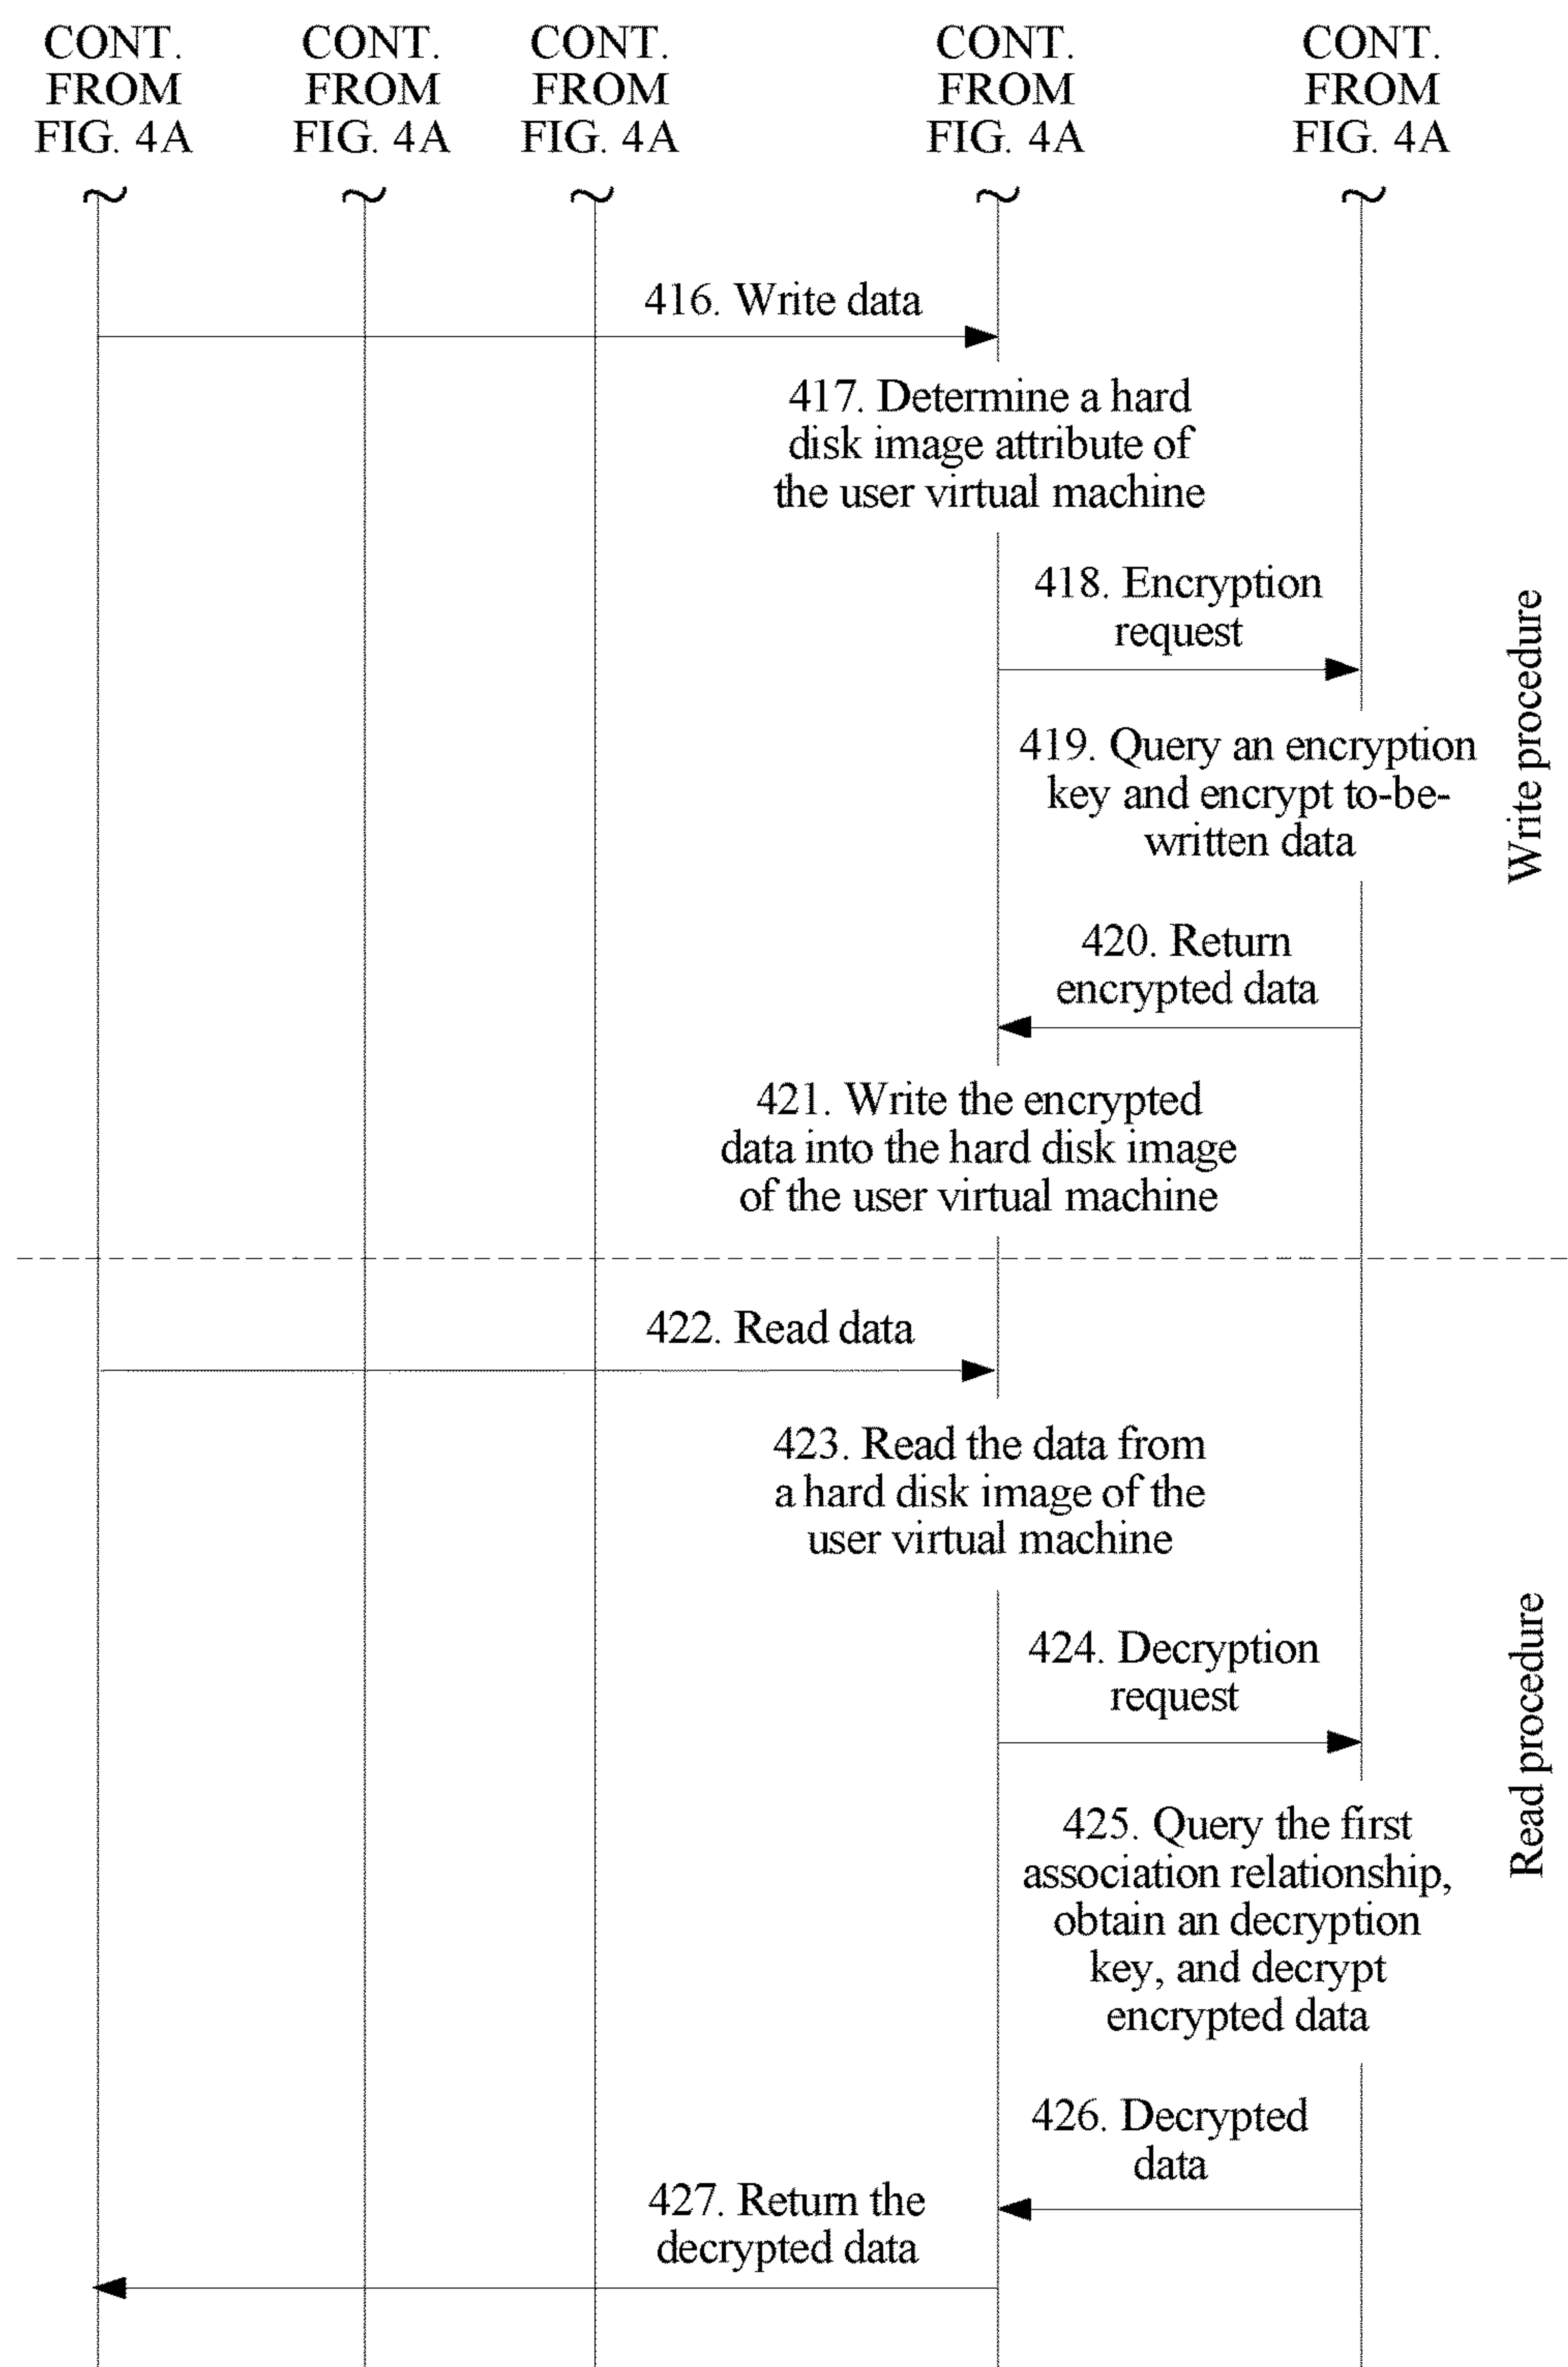 CONT.
FROM
FIG. 4A
CONT.
FROM
FIG. 4A
CONT.
FROM
FIG. 4A
CONT.
FROM
FIG. 4A
CONT.
FROM
FIG. 4A
416. Write data
417. Determine a hard
disk image attribute of
the user virtual machine
418. Encryption
request
419. Query an encryption
key and encrypt to-be-
written data
420. Return
encrypted data
421. Write the encrypted
data into the hard disk image
of the user virtual machine
Write procedure
422. Read data
423. Read the data from
a hard disk image of the
user virtual machine
424. Decryption
request
425. Query the first
association relationship,
obtain an decryption
key, and decrypt
encrypted data
426. Decrypted
data
427. Return the
decrypted data
Read procedure